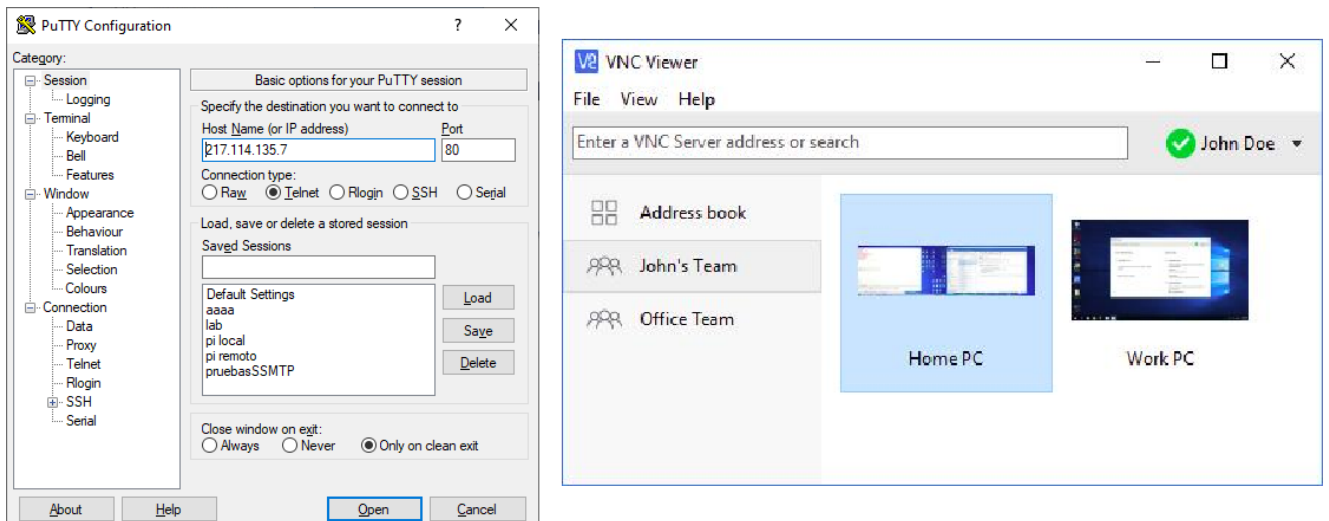 PuTTY Configuration
Category:
Session
Logging
Terminal
Keyboard
Bell
Features
Window
Appearance
Behaviour
Translation
Selection
Colours
Connection
Data
Proxy
Telnet
Rlogin
SSH
Serial
Basic options for your PuTTY session
Specify the destination you want to connect to
Host Name (or IP address) Port
217.114.135.7 80
Connection type:
Raw Telnet Rlogin SSH Serial
Load, save or delete a stored session
Saved Sessions
Default Settings
aaaa
lab
pi local
pi remoto
pruebasSSMTP
Load
Save
Delete
Close window on exit:
Always Never Only on clean exit
About Help Open Cancel
VNC Viewer
File View Help
Enter a VNC Server address or search
John Doe
Address book
John's Team
Office Team
Home PC
Work PC